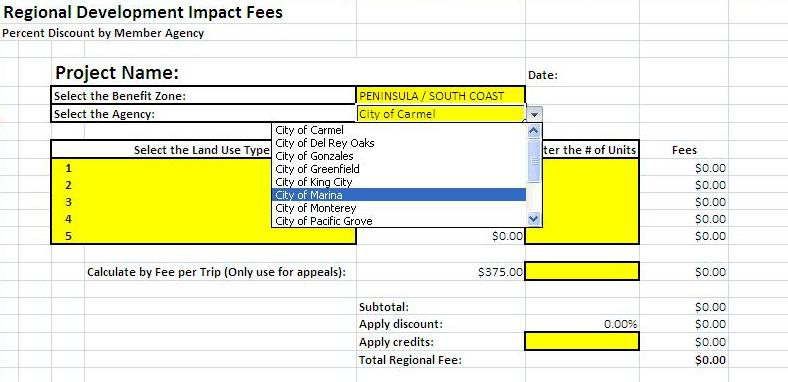 Regional Development Impact Fees
Percent Discount by Member Agency
Project Name: Date:
Select the Benefit Zone: PENINSULA / SOUTH COAST
Select the Agency: City of Carmel
City of Carmel
City of Del Rey Oaks
Select the Land Use Type City of Gonzales ter the # of Units Fees
1 City of Greenfield $0.00
2 City of King City $0.00
City of Marina
3 City of Monterey $0.00
4 City of Pacific Grove $0.00
5 $0.00 $0.00
Calculate by Fee per Trip (Only use for appeals): $375.00 $0.00
Subtotal: $0.00
Apply discount: 0.00% $0.00
Apply credits: $0.00
Total Regional Fee: $0.00